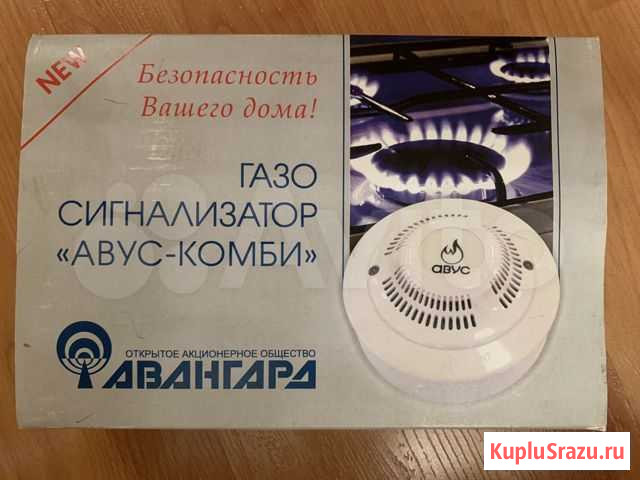 NEW
Безопасность
Вашего дома!
ГАЗО
СИГНАЛИЗАТОР
«АВУС-КОМБИ»
авус
ОТКРЫТОЕ АКЦИОНЕРНОЕ ОБЩЕСТВО
АВАНГАРД
KupluSrazu.ru